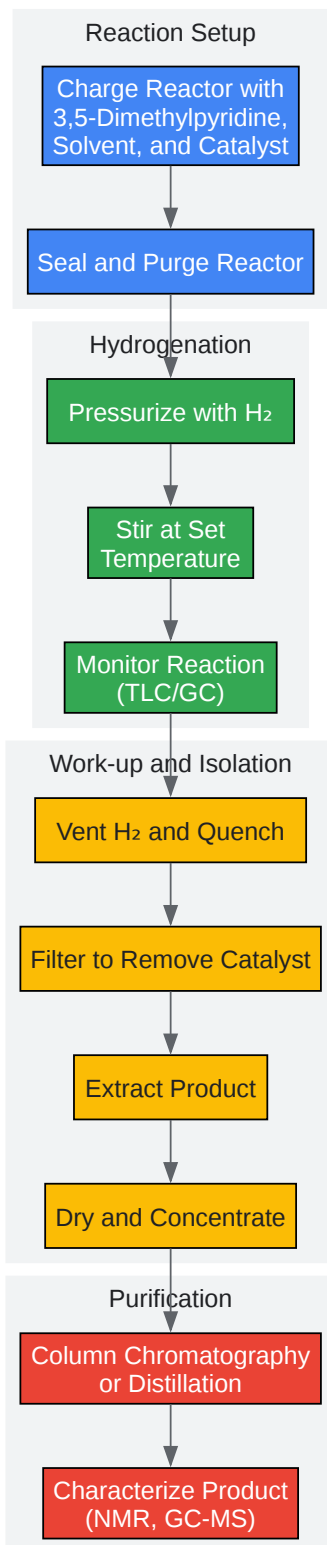 Reaction Setup
Charge Reactor with
3,5-Dimethylpyridine,
Solvent, and Catalyst
Seal and Purge Reactor
Hydrogenation
Pressurize with H₂
Stir at Set
Temperature
Monitor Reaction
(TLC/GC)
Work-up and Isolation
Vent H₂ and Quench
Filter to Remove Catalyst
Extract Product
Dry and Concentrate
Purification
Column Chromatography
or Distillation
Characterize Product
(NMR, GC-MS)